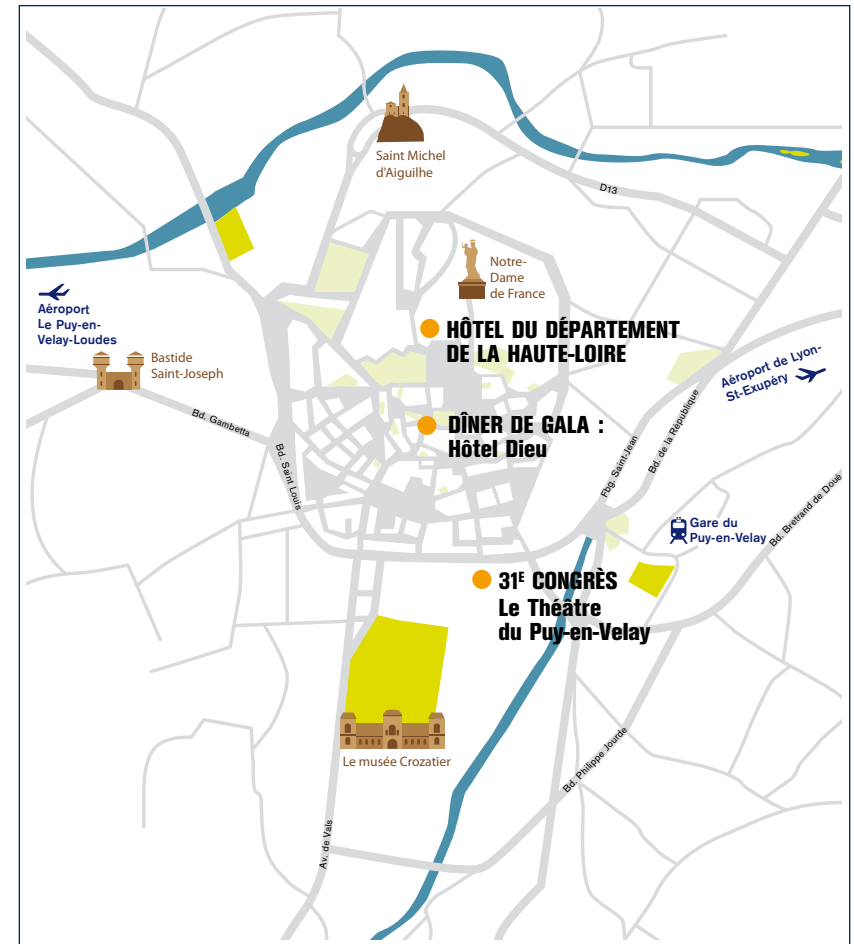 Saint Michel
d'Aiguilhe
D13
Notre-
Dame
de France
Aéroport
Le Puy-en-
Velay-Loudes
HÔTEL DU DÉPARTEMENT
DE LA HAUTE-LOIRE
Bastide
Saint-Joseph
Aéroport de Lyon-
St-Exupéry
Bd. Gambetta
Bd. de la République
DÎNER DE GALA :
Hôtel Dieu
Bd. Saint Louis
Fbg. Saint-Jean
Gare du
Puy-en-Velay
Bd. Bretrand de Doue
31E CONGRÈS
Le Théâtre
du Puy-en-Velay
Le musée Crozatier
Bd. Philippe Jourde
Av. de Vals